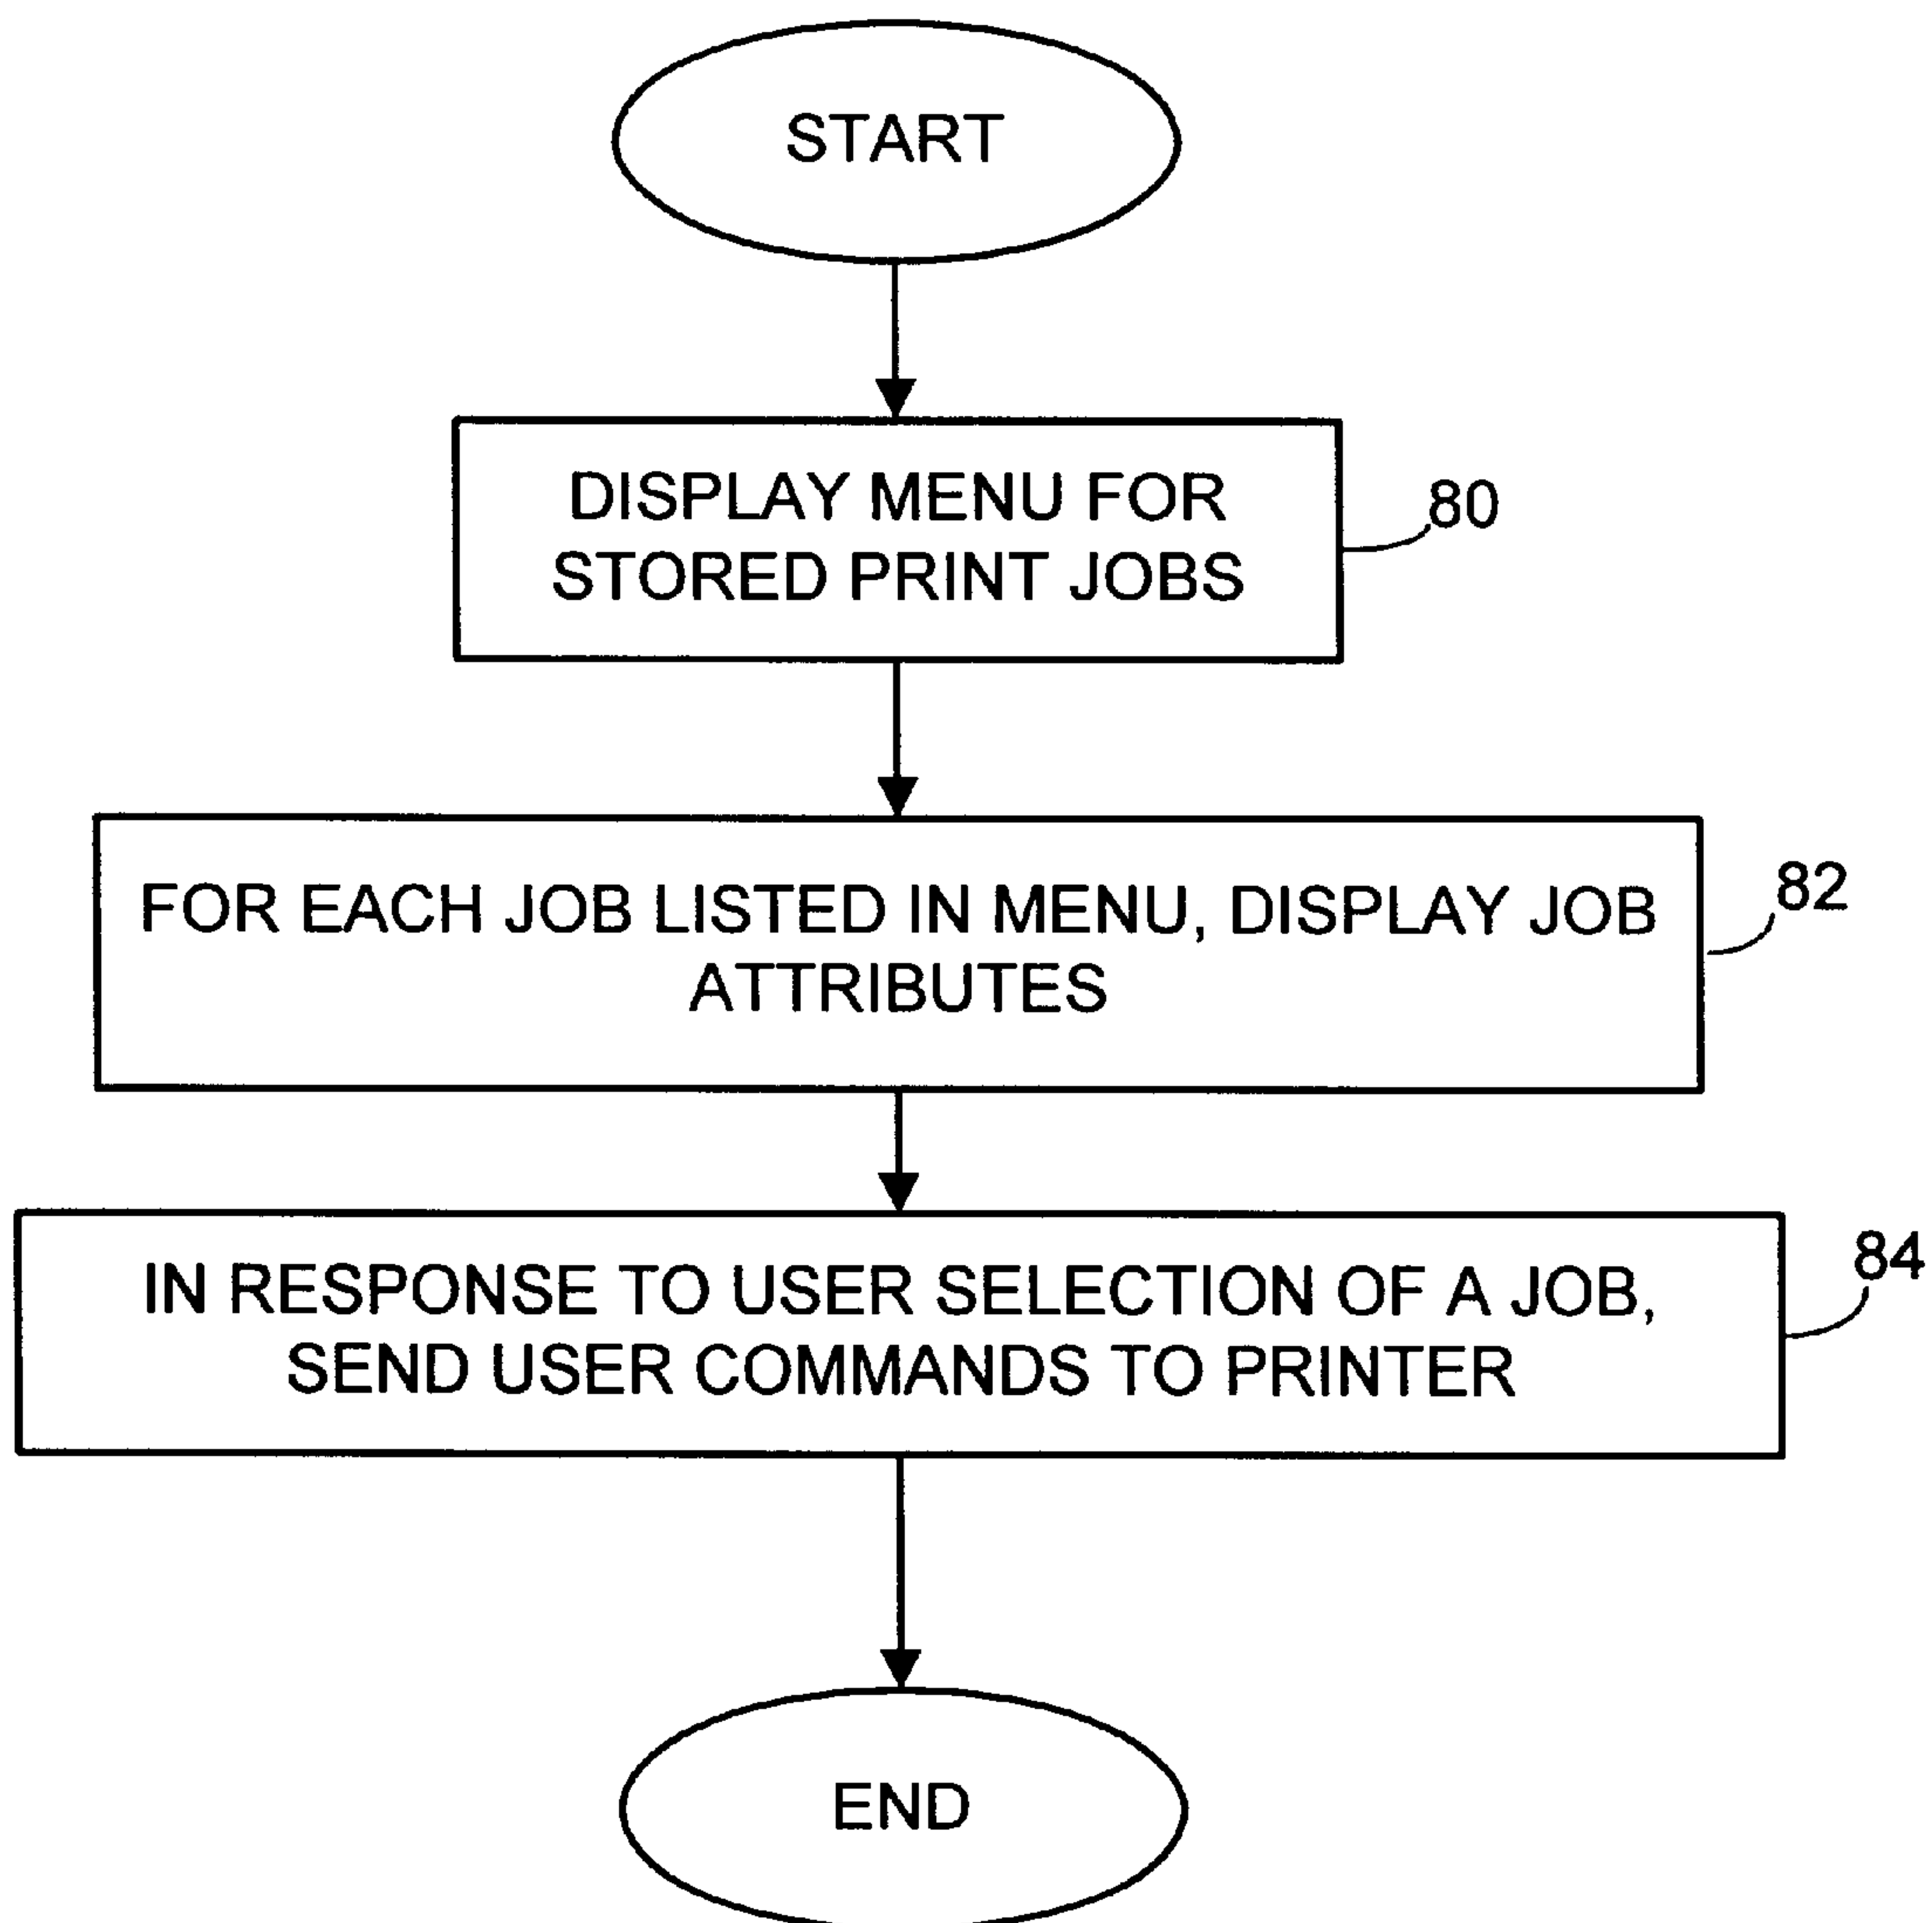 START
DISPLAY MENU FOR
STORED PRINT JOBS
80
FOR EACH JOB LISTED IN MENU, DISPLAY JOB
ATTRIBUTES
82
IN RESPONSE TO USER SELECTION OF A JOB,
SEND USER COMMANDS TO PRINTER
84
END